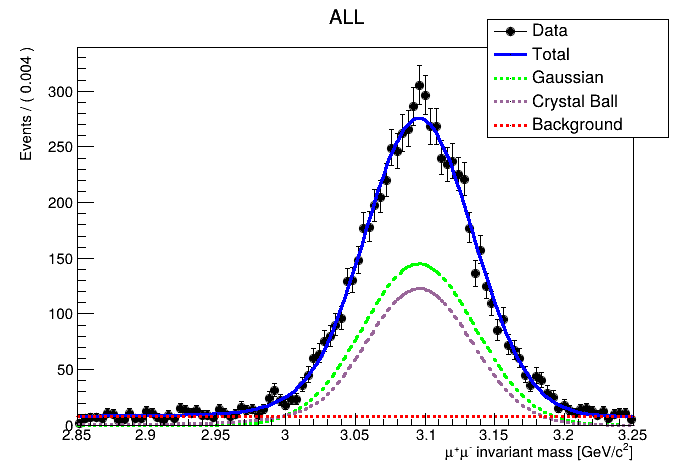 ALL
Data
Total
Gaussian
Crystal Ball
Background
Events / ( 0.004 )
300
250
200
150
100
50
0
2.85 2.9 2.95 3 3.05 3.1 3.15 3.2 3.25
μ⁺μ⁻ invariant mass [GeV/c²]